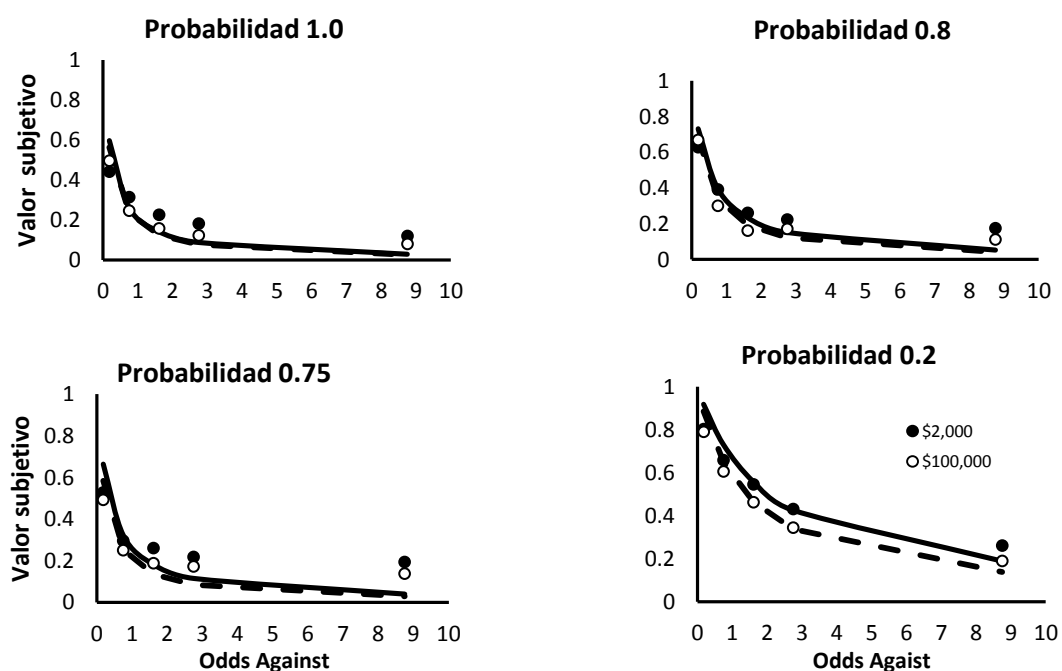 Probabilidad 1.0
Valor subjetivo
1
0.8
0.6
0.4
0.2
0
0 1 2 3 4 5 6 7 8 9 10
Probabilidad 0.8
1
0.8
0.6
0.4
0.2
0
0 1 2 3 4 5 6 7 8 9 10
Probabilidad 0.75
Valor subjetivo
1
0.8
0.6
0.4
0.2
0
0 1 2 3 4 5 6 7 8 9 10
Odds Against
Probabilidad 0.2
1
0.8
0.6
0.4
0.2
0
$2,000
$100,000
0 1 2 3 4 5 6 7 8 9 10
Odds Agaist